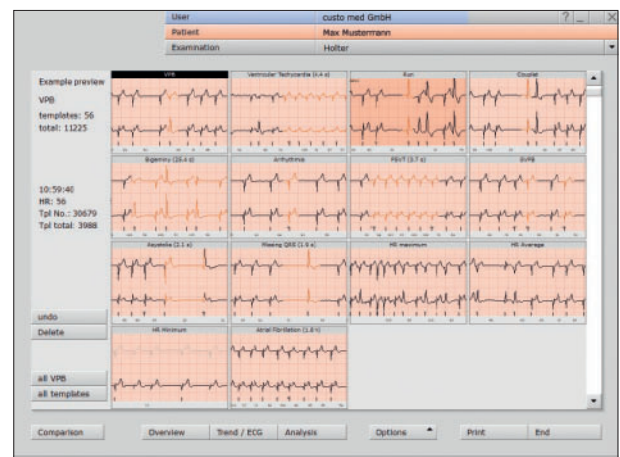 User custo med GmbH ? _ X
Patient Max Mustermann
Examination Holter
Example preview
VPB
templates: 56
total: 11225
10:59:40
HR: 56
Tpl No.: 30679
Tpl total: 3988
undo
Delete
all VPB
all templates
VPB Ventricular Tachycardia (4.4 s) Run Couplet
Bigeminy (20.4 s) Arrhythmia PSVT (3.7 s) SVPB
Asystolia (2.1 s) Missing QRS (1.8 s) HR maximum HR Average
HR Minimum Atrial Fibrillation (1.8 h)
Comparison Overview Trend / ECG Analysis Options Print End